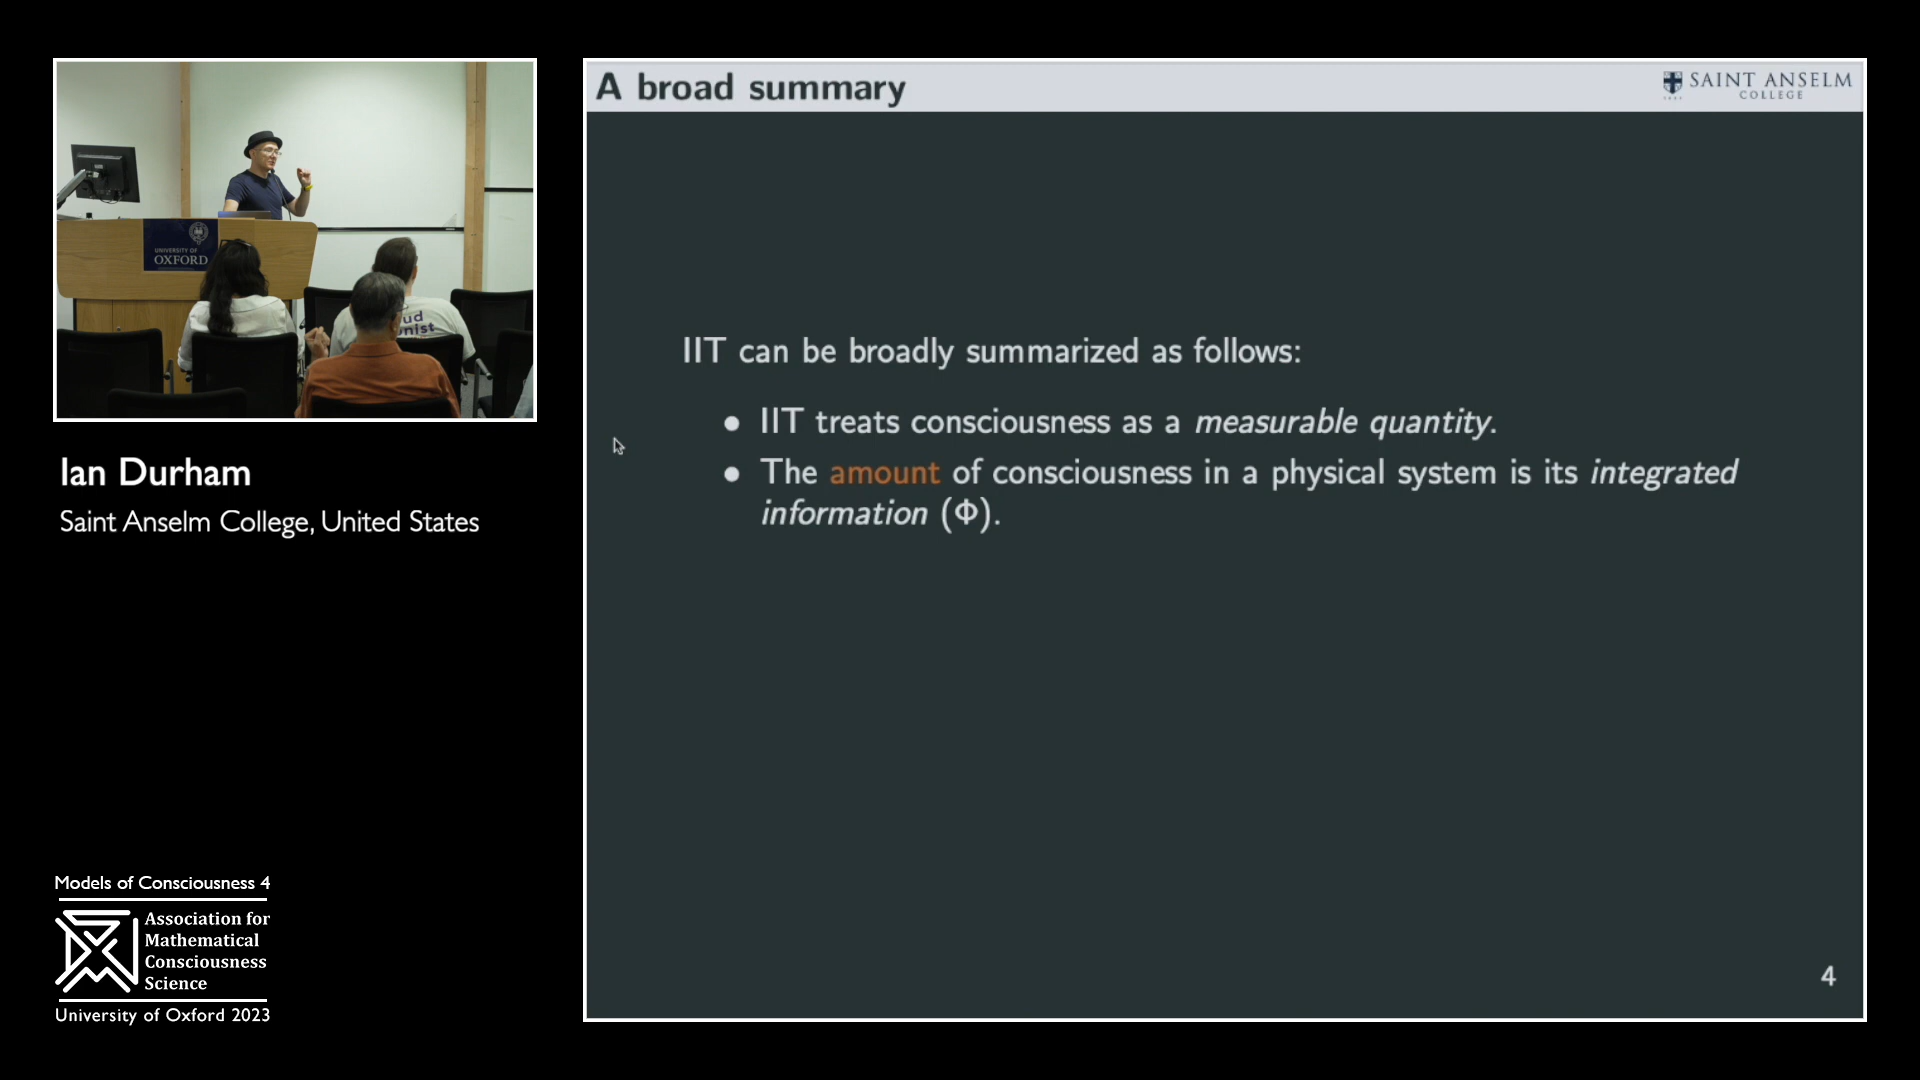 A broad summary
SAINT ANSELM
COLLEGE
UNIVERSITY OF
OXFORD
IIT can be broadly summarized as follows:
• IIT treats consciousness as a measurable quantity.
• The amount of consciousness in a physical system is its integrated
information (Φ).
4
Ian Durham
Saint Anselm College, United States
Models of Consciousness 4
Association for
Mathematical
Consciousness
Science
University of Oxford 2023